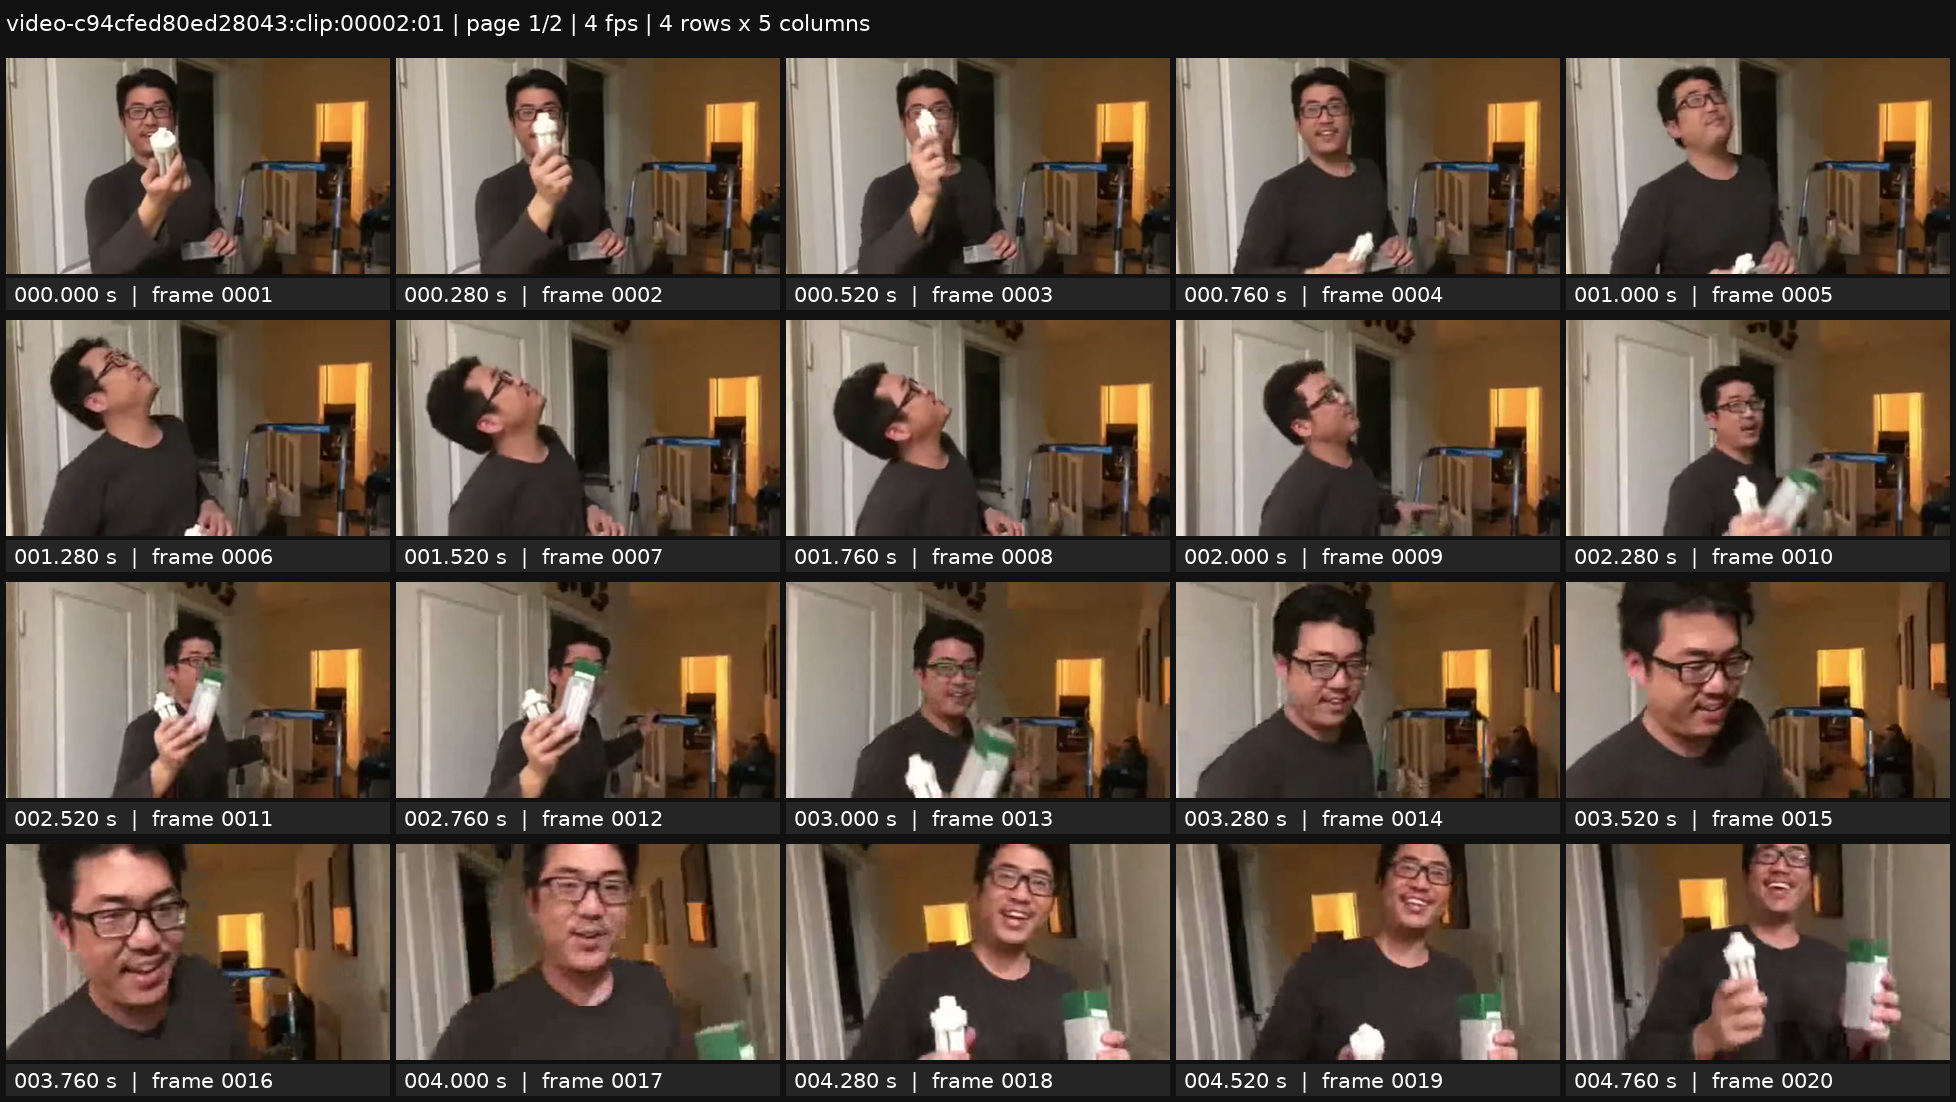 video-c94cfed80ed28043:clip:00002:01 | page 1/2 | 4 fps | 4 rows x 5 columns
000.000 s | frame 0001
000.280 s | frame 0002
000.520 s | frame 0003
000.760 s | frame 0004
001.000 s | frame 0005
001.280 s | frame 0006
001.520 s | frame 0007
001.760 s | frame 0008
002.000 s | frame 0009
002.280 s | frame 0010
002.520 s | frame 0011
002.760 s | frame 0012
003.000 s | frame 0013
003.280 s | frame 0014
003.520 s | frame 0015
003.760 s | frame 0016
004.000 s | frame 0017
004.280 s | frame 0018
004.520 s | frame 0019
004.760 s | frame 0020